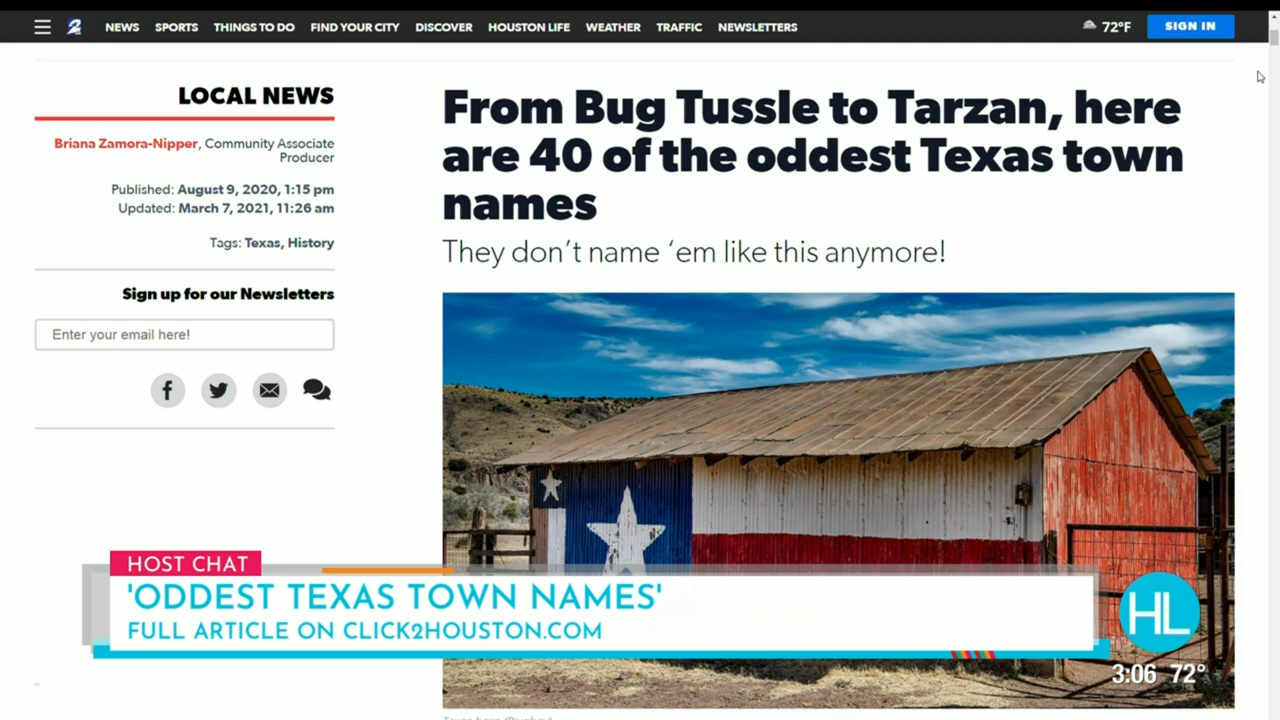 2 NEWS SPORTS THINGS TO DO FIND YOUR CITY DISCOVER HOUSTON LIFE WEATHER TRAFFIC NEWSLETTERS 72°F SIGN IN
LOCAL NEWS
Briana Zamora-Nipper, Community Associate
Producer
Published: August 9, 2020, 1:15 pm
Updated: March 7, 2021, 11:26 am
Tags: Texas, History
Sign up for our Newsletters
Enter your email here!
From Bug Tussle to Tarzan, here
are 40 of the oddest Texas town
names
They don’t name ‘em like this anymore!
HOST CHAT
'ODDEST TEXAS TOWN NAMES'
FULL ARTICLE ON CLICK2HOUSTON.COM
HL
3:06 72°